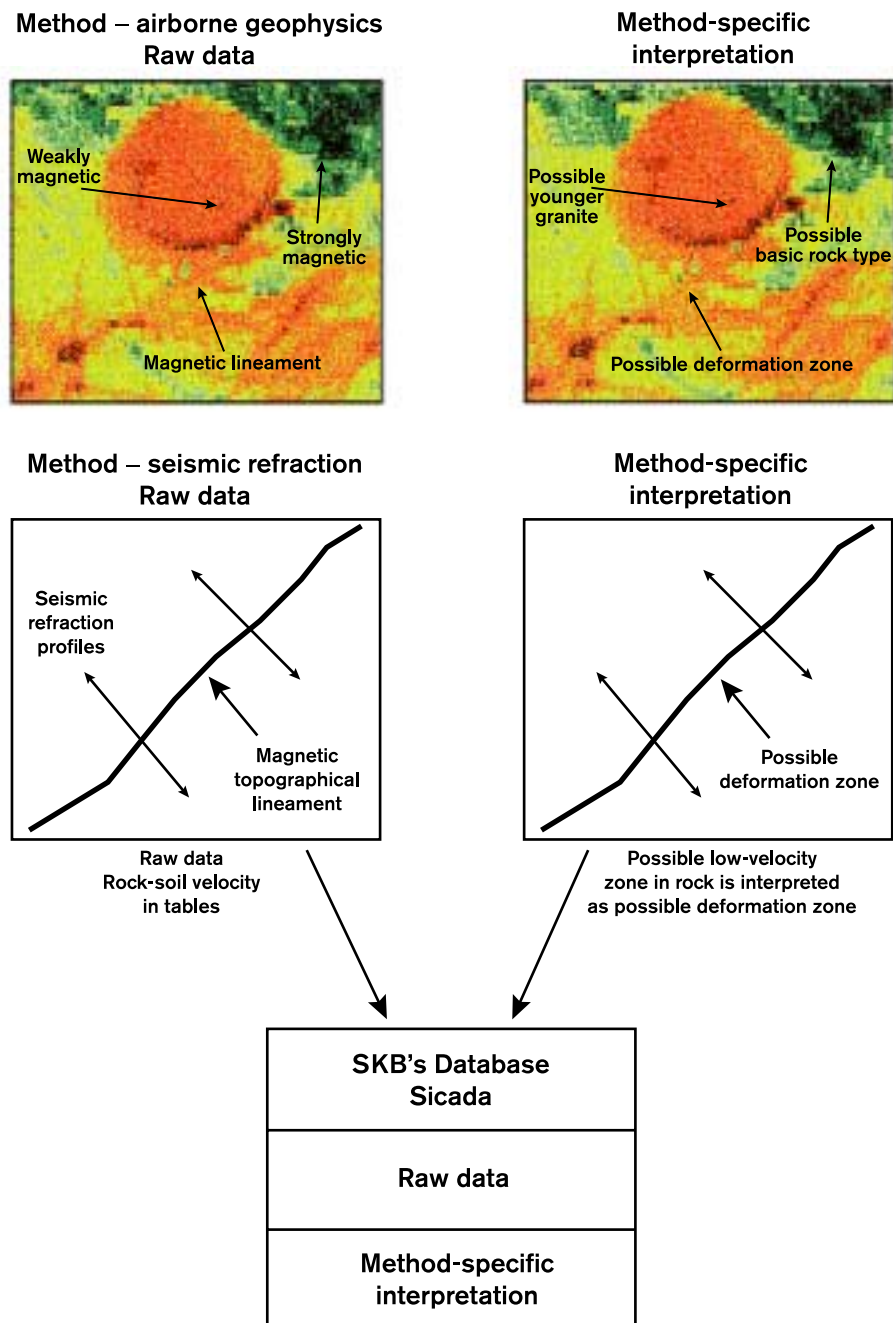 Method – airborne geophysics
Raw data
Weakly
magnetic
Strongly
magnetic
Magnetic lineament
Method-specific
interpretation
Possible
younger
granite
Possible
basic rock type
Possible deformation zone
Method – seismic refraction
Raw data
Seismic
refraction
profiles
Magnetic
topographical
lineament
Raw data
Rock-soil velocity
in tables
Method-specific
interpretation
Possible
deformation zone
Possible low-velocity
zone in rock is interpreted
as possible deformation zone
SKB's Database
Sicada
Raw data
Method-specific
interpretation